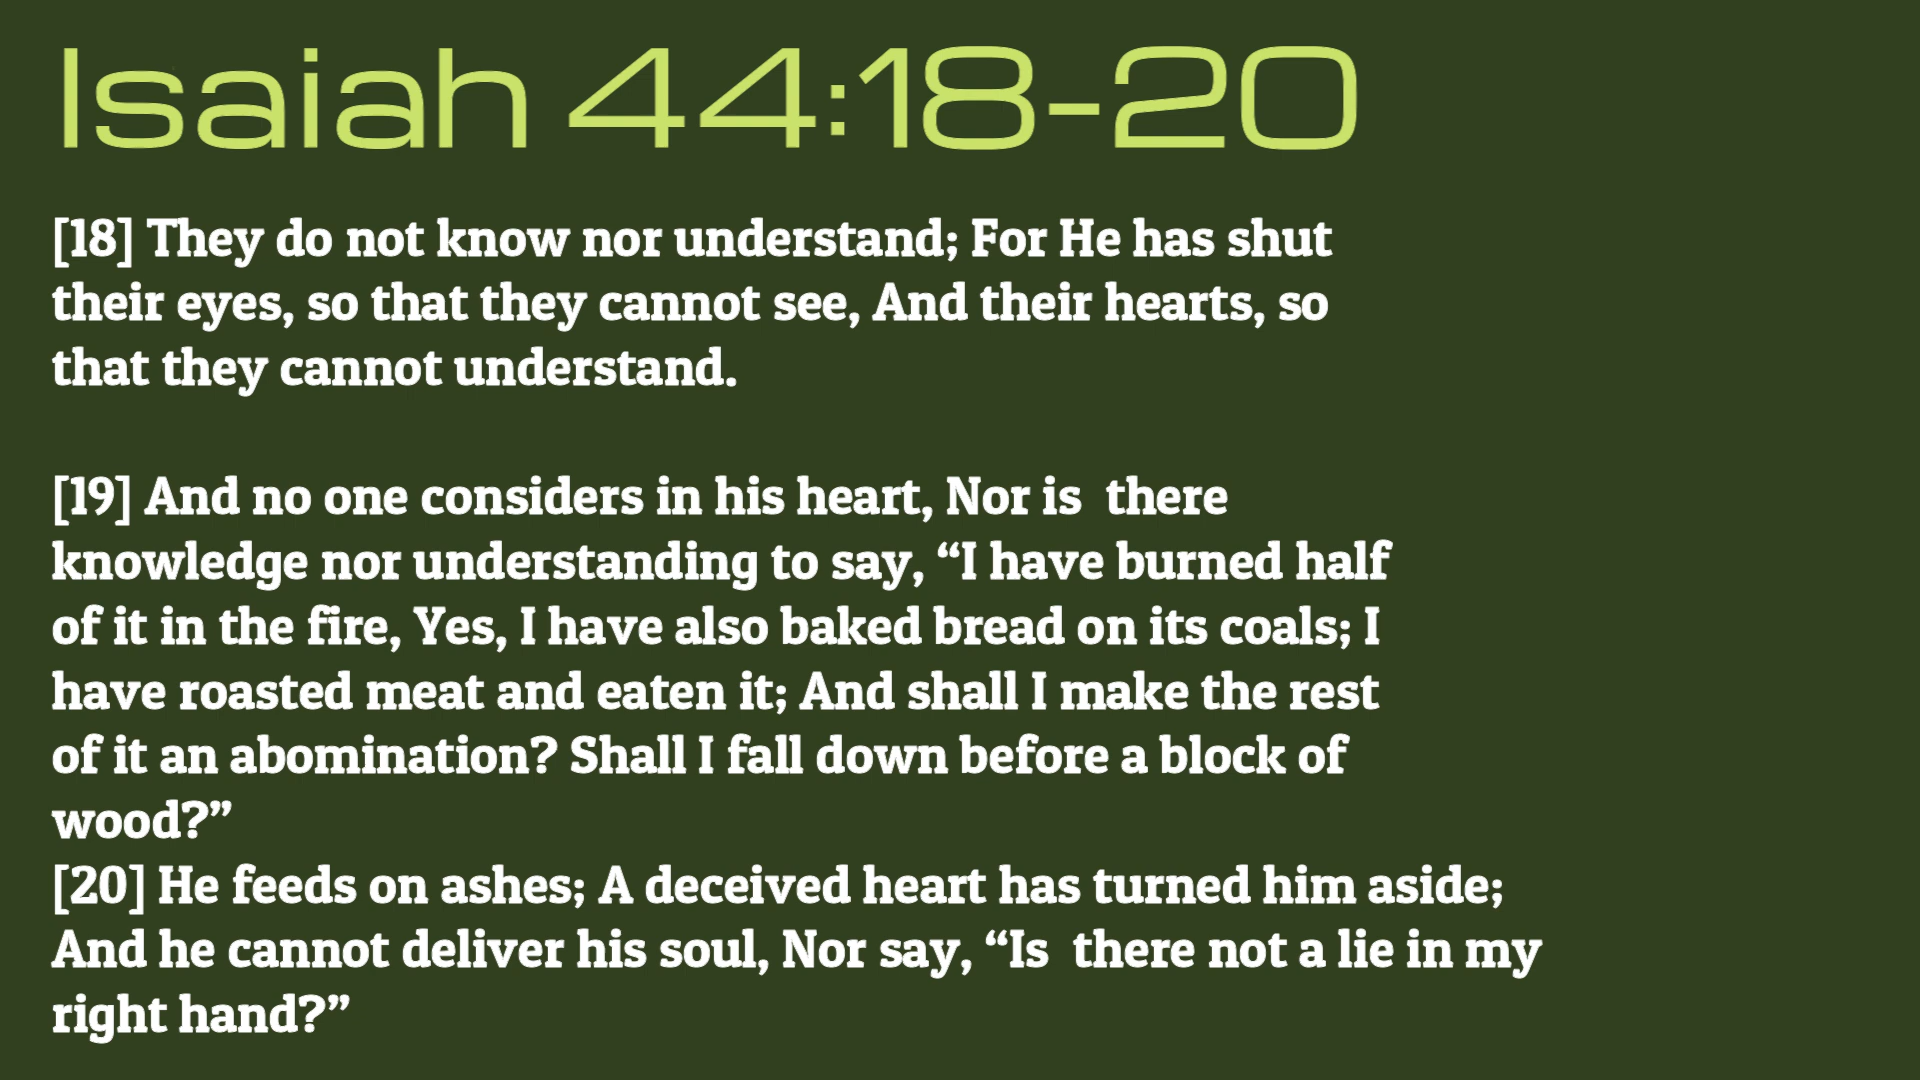 Isaiah 44:18-20
[18] They do not know nor understand; For He has shut
their eyes, so that they cannot see, And their hearts, so
that they cannot understand.
[19] And no one considers in his heart, Nor is  there
knowledge nor understanding to say, “I have burned half
of it in the fire, Yes, I have also baked bread on its coals; I
have roasted meat and eaten it; And shall I make the rest
of it an abomination? Shall I fall down before a block of
wood?”
[20] He feeds on ashes; A deceived heart has turned him aside;
And he cannot deliver his soul, Nor say, “Is  there not a lie in my
right hand?”